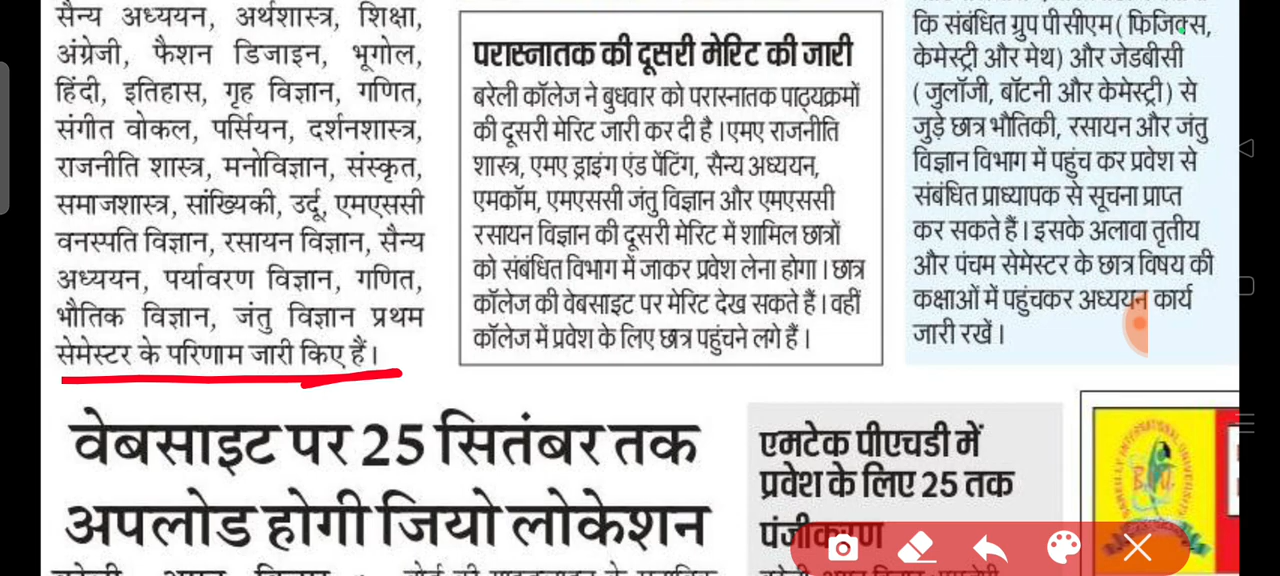 सैन्य अध्ययन, अर्थशास्त्र, शिक्षा,
अंग्रेजी, फैशन डिजाइन, भूगोल,
हिंदी, इतिहास, गृह विज्ञान, गणित,
संगीत वोकल, पर्सियन, दर्शनशास्त्र,
राजनीति शास्त्र, मनोविज्ञान, संस्कृत,
समाजशास्त्र, सांख्यिकी, उर्दू, एमएससी
वनस्पति विज्ञान, रसायन विज्ञान, सैन्य
अध्ययन, पर्यावरण विज्ञान, गणित,
भौतिक विज्ञान, जंतु विज्ञान प्रथम
सेमेस्टर के परिणाम जारी किए हैं।
परास्नातक की दूसरी मेरिट की जारी
बरेली कॉलेज ने बुधवार को परास्नातक पाठ्यक्रमों
की दूसरी मेरिट जारी कर दी है। एमए राजनीति
शास्त्र, एमए ड्राइंग एंड पेंटिंग, सैन्य अध्ययन,
एमकॉम, एमएससी जंतु विज्ञान और एमएससी
रसायन विज्ञान की दूसरी मेरिट में शामिल छात्रों
को संबंधित विभाग में जाकर प्रवेश लेना होगा। छात्र
कॉलेज की वेबसाइट पर मेरिट देख सकते हैं। वहीं
कॉलेज में प्रवेश के लिए छात्र पहुंचने लगे हैं।
कि संबंधित ग्रुप पीसीएम( फिजिक्स,
केमेस्ट्री और मेथ) और जेडबीसी
( जुलॉजी, बॉटनी और केमेस्ट्री) से
जुड़े छात्र भौतिकी, रसायन और जंतु
विज्ञान विभाग में पहुंच कर प्रवेश से
संबंधित प्राध्यापक से सूचना प्राप्त
कर सकते हैं। इसके अलावा तृतीय
और पंचम सेमेस्टर के छात्र विषय की
कक्षाओं में पहुंचकर अध्ययन कार्य
जारी रखें।
वेबसाइट पर 25 सितंबर तक
अपलोड होगी जियो लोकेशन
एमटेक पीएचडी में
प्रवेश के लिए 25 तक
पंजीकरण